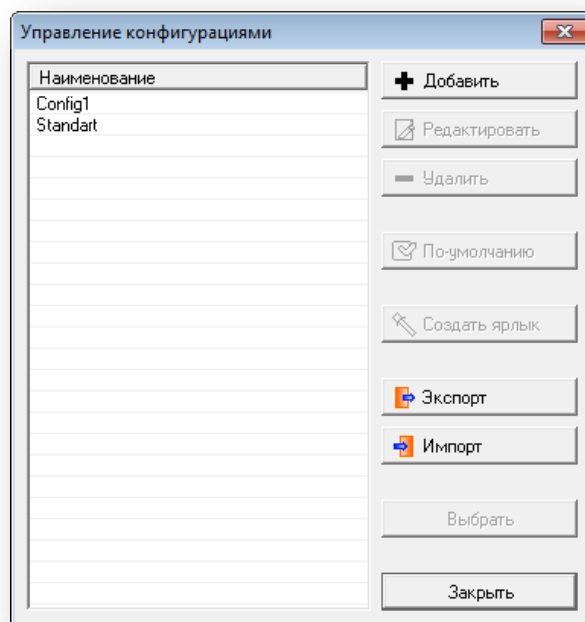 Управление конфигурациями
Наименование
Config1
Standart
Добавить
Редактировать
Удалить
По-умолчанию
Создать ярлык
Экспорт
Импорт
Выбрать
Закрыть